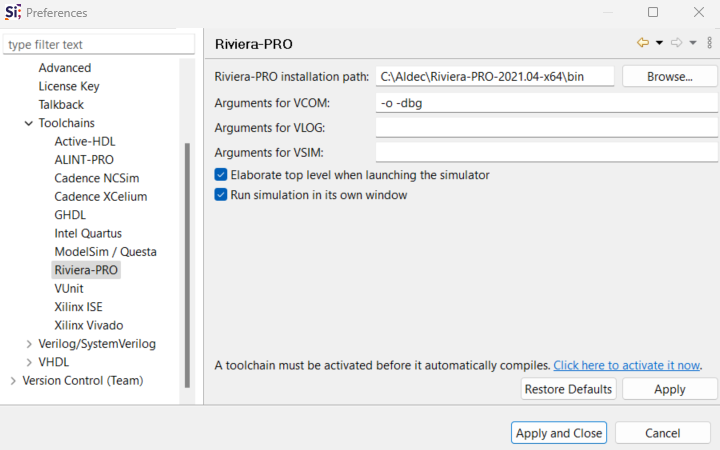 Si Preferences
type filter text
Advanced
License Key
Talkback
Toolchains
Active-HDL
ALINT-PRO
Cadence NCSim
Cadence XCelium
GHDL
Intel Quartus
ModelSim / Questa
Riviera-PRO
VUnit
Xilinx ISE
Xilinx Vivado
Verilog/SystemVerilog
VHDL
Version Control (Team)
Riviera-PRO
Riviera-PRO installation path: C:\Aldec\Riviera-PRO-2021.04-x64\bin Browse...
Arguments for VCOM: -o -dbg
Arguments for VLOG:
Arguments for VSIM:
Elaborate top level when launching the simulator
Run simulation in its own window
A toolchain must be activated before it automatically compiles. Click here to activate it now.
Restore Defaults Apply
Apply and Close Cancel